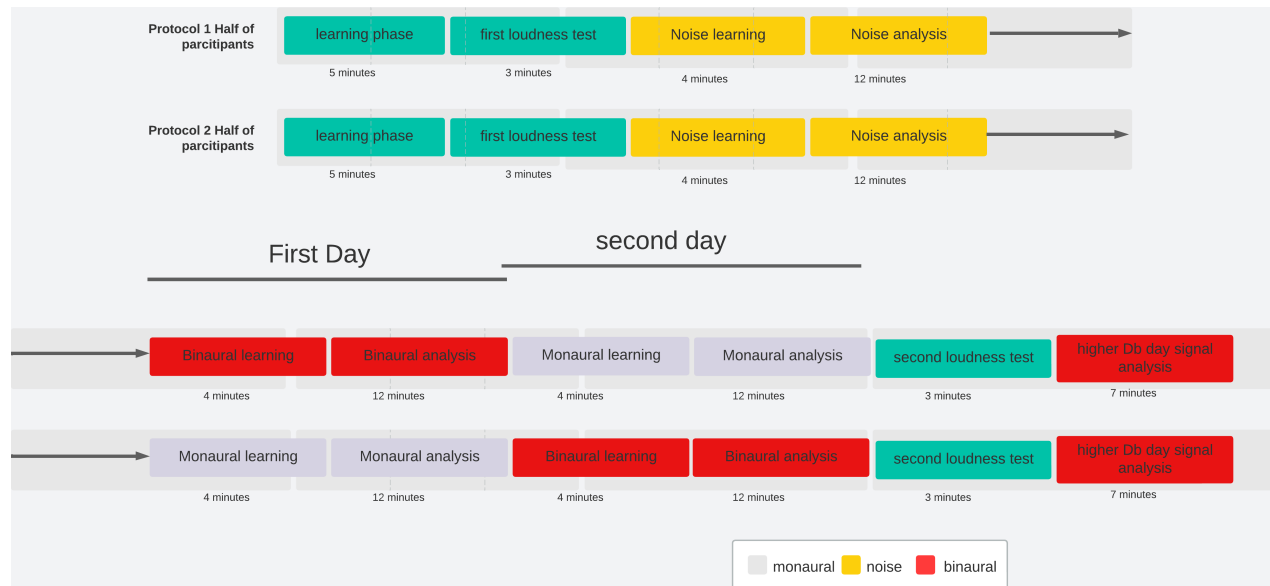 Protocol 1 Half of
parcitipants
learning phase
first loudness test
Noise learning
Noise analysis
5 minutes
3 minutes
4 minutes
12 minutes
Protocol 2 Half of
parcitipants
learning phase
first loudness test
Noise learning
Noise analysis
5 minutes
3 minutes
4 minutes
12 minutes
First Day
second day
Binaural learning
Binaural analysis
Monaural learning
Monaural analysis
second loudness test
higher Db day signal
analysis
4 minutes
12 minutes
4 minutes
12 minutes
3 minutes
7 minutes
Monaural learning
Monaural analysis
Binaural learning
Binaural analysis
second loudness test
higher Db day signal
analysis
4 minutes
12 minutes
4 minutes
12 minutes
3 minutes
7 minutes
monaural
noise
binaural